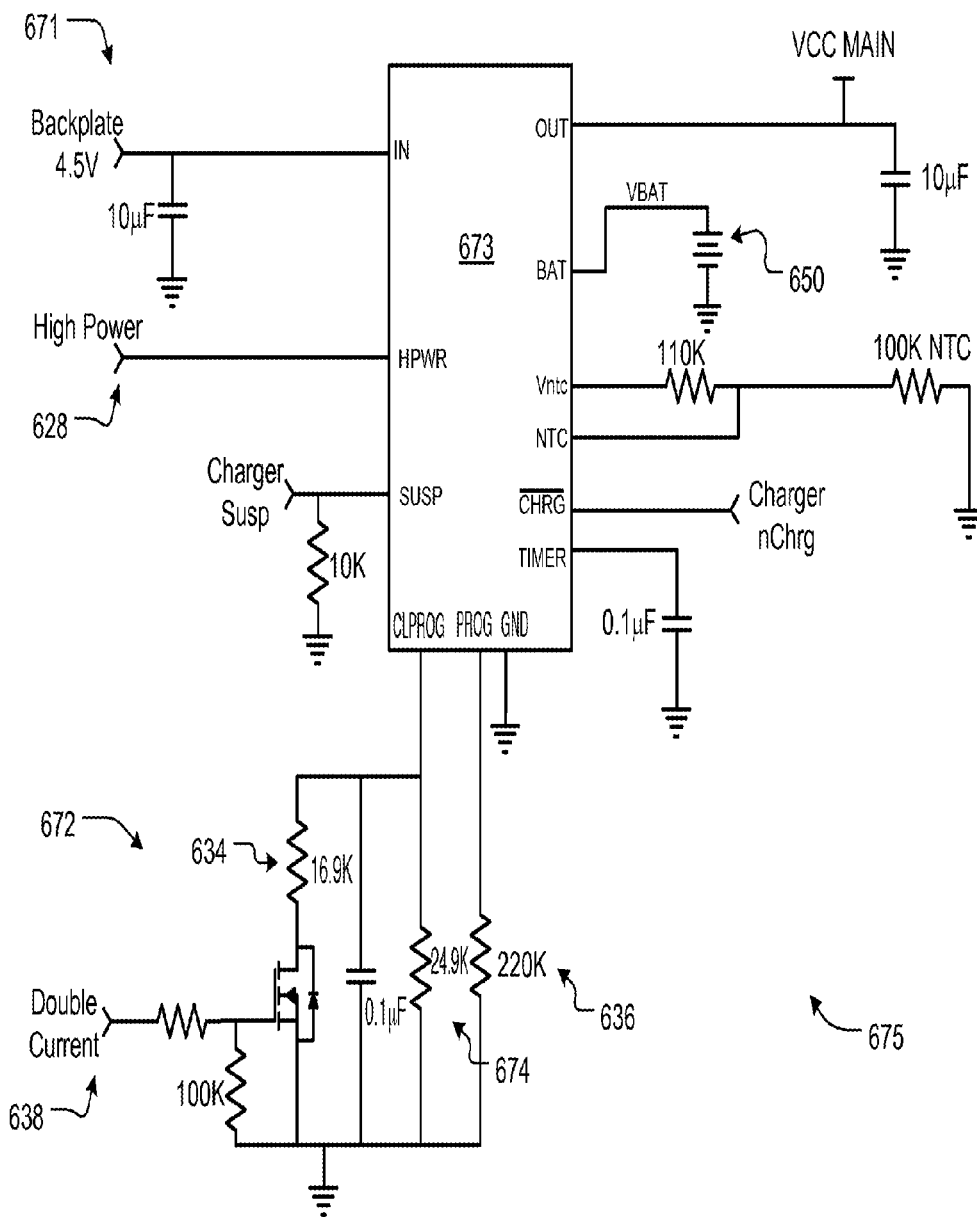 671
VCC MAIN
Backplate
4.5V
IN
OUT
10µF
10µF
VBAT
673
BAT
650
High Power
HPWR
628
110K
100K NTC
Vntc
NTC
Charger
Susp
SUSP
CHRG
Charger
nChrg
10K
TIMER
CLPROG PROG GND
0.1µF
672
634
16.9K
24.9K
220K
636
Double
Current
0.1µF
674
675
638
100K